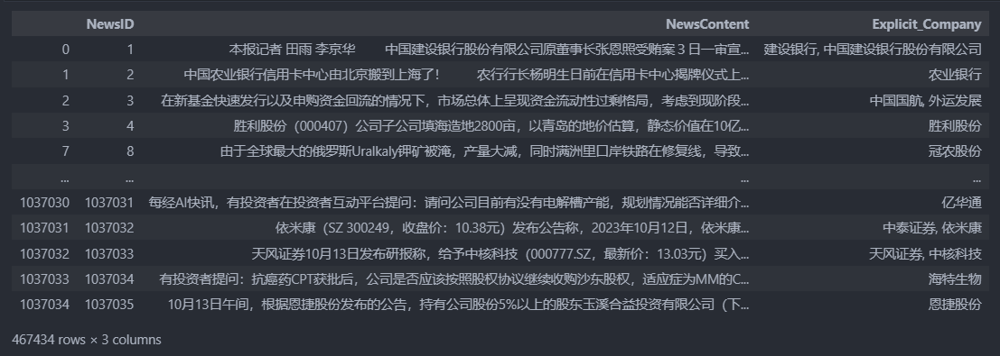 NewsID NewsContent Explicit_Company
0 1 本报记者 田雨 李京华 中国建设银行股份有限公司原董事长张恩照受贿案３日一审宣... 建设银行, 中国建设银行股份有限公司
1 2 中国农业银行信用卡中心由北京搬到上海了！ 农行行长杨明生日前在信用卡中心揭牌仪式上... 农业银行
2 3 在新基金快速发行以及申购资金回流的情况下，市场总体上呈现资金流动性过剩格局，考虑到现阶段... 中国国航, 外运发展
3 4 胜利股份（000407）公司子公司填海造地2800亩，以青岛的地价估算，静态价值在10亿... 胜利股份
7 8 由于全球最大的俄罗斯Uralkaly钾矿被淹，产量大减，同时满洲里口岸铁路在修复线，导致... 冠农股份
... ... ... ...
1037030 1037031 每经AI快讯，有投资者在投资者互动平台提问：请问公司目前有没有电解槽产能，规划情况能否详细介... 亿华通
1037031 1037032 依米康（SZ 300249，收盘价：10.38元）发布公告称，2023年10月12日，依米康... 中泰证券, 依米康
1037032 1037033 天风证券10月13日发布研报称，给予中核科技（000777.SZ，最新价：13.03元）买入... 天风证券, 中核科技
1037033 1037034 有投资者提问：抗癌药CPT获批后，公司是否应该按照股权协议继续收购沙东股权，适应症为MM的C... 海特生物
1037034 1037035 10月13日午间，根据恩捷股份发布的公告，持有公司股份5%以上的股东玉溪合益投资有限公司（下... 恩捷股份
467434 rows × 3 columns